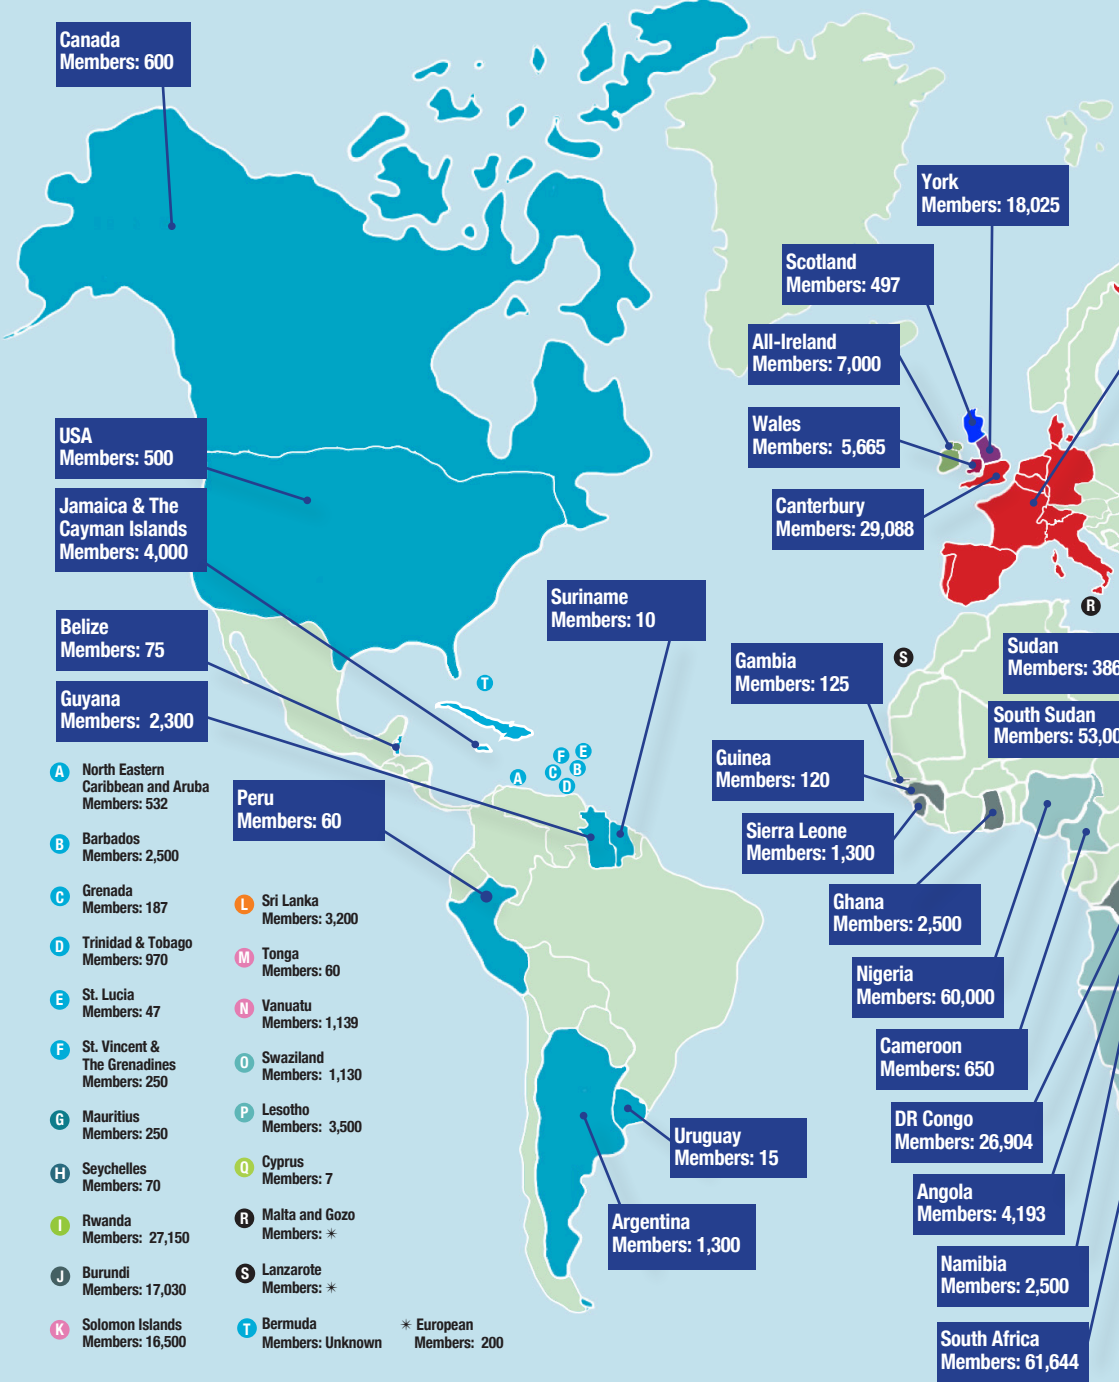 Canada
Members: 600
York
Members: 18,025
Scotland
Members: 497
All-Ireland
Members: 7,000
Wales
Members: 5,665
Canterbury
Members: 29,088
USA
Members: 500
Jamaica & The
Cayman Islands
Members: 4,000
Belize
Members: 75
Guyana
Members: 2,300
Suriname
Members: 10
Peru
Members: 60
Uruguay
Members: 15
Argentina
Members: 1,300
R
S
T
A
F
E
C
B
D
Sudan
Members: 386
South Sudan
Members: 53,00
Gambia
Members: 125
Guinea
Members: 120
Sierra Leone
Members: 1,300
Ghana
Members: 2,500
Nigeria
Members: 60,000
Cameroon
Members: 650
DR Congo
Members: 26,904
Angola
Members: 4,193
Namibia
Members: 2,500
South Africa
Members: 61,644
A North Eastern
Caribbean and Aruba
Members: 532
B Barbados
Members: 2,500
C Grenada
Members: 187
D Trinidad & Tobago
Members: 970
E St. Lucia
Members: 47
F St. Vincent &
The Grenadines
Members: 250
G Mauritius
Members: 250
H Seychelles
Members: 70
I Rwanda
Members: 27,150
J Burundi
Members: 17,030
K Solomon Islands
Members: 16,500
L Sri Lanka
Members: 3,200
M Tonga
Members: 60
N Vanuatu
Members: 1,139
O Swaziland
Members: 1,130
P Lesotho
Members: 3,500
Q Cyprus
Members: 7
R Malta and Gozo
Members: ✴
S Lanzarote
Members: ✴
T Bermuda
Members: Unknown
✴ European
Members: 200